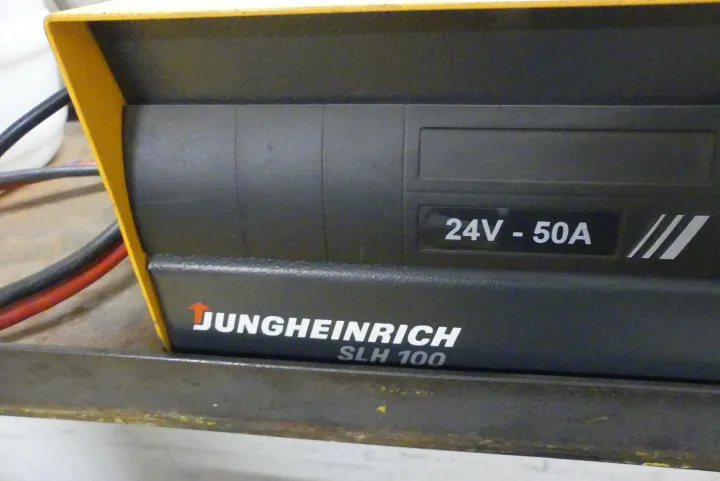 24V - 50A
JUNGHEINRICH
SLH 100